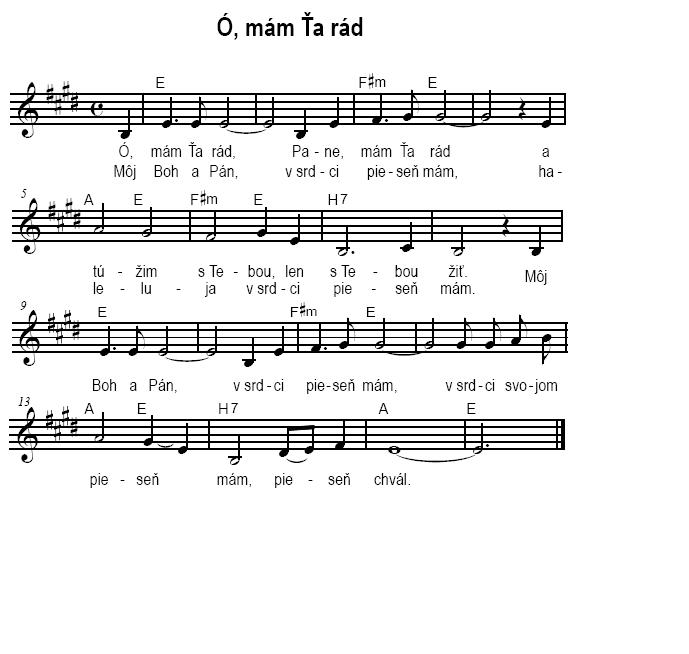 Ó, mám Ťa rád
E F♯m E
Ó, mám Ťa rád, Pa - ne, mám Ťa rád a
Môj Boh a Pán, v srd - ci pie - seň mám, ha -
5 A E F♯m E H7
tú - žim s Te - bou, len s Te - bou žiť. Môj
le - lu - ja v srd - ci pie - seň mám.
9 E F♯m E
Boh a Pán, v srd - ci pieseň mám, v srd - ci svo - jom
13 A E H7 A E
pie - seň mám, pie - seň chvál.